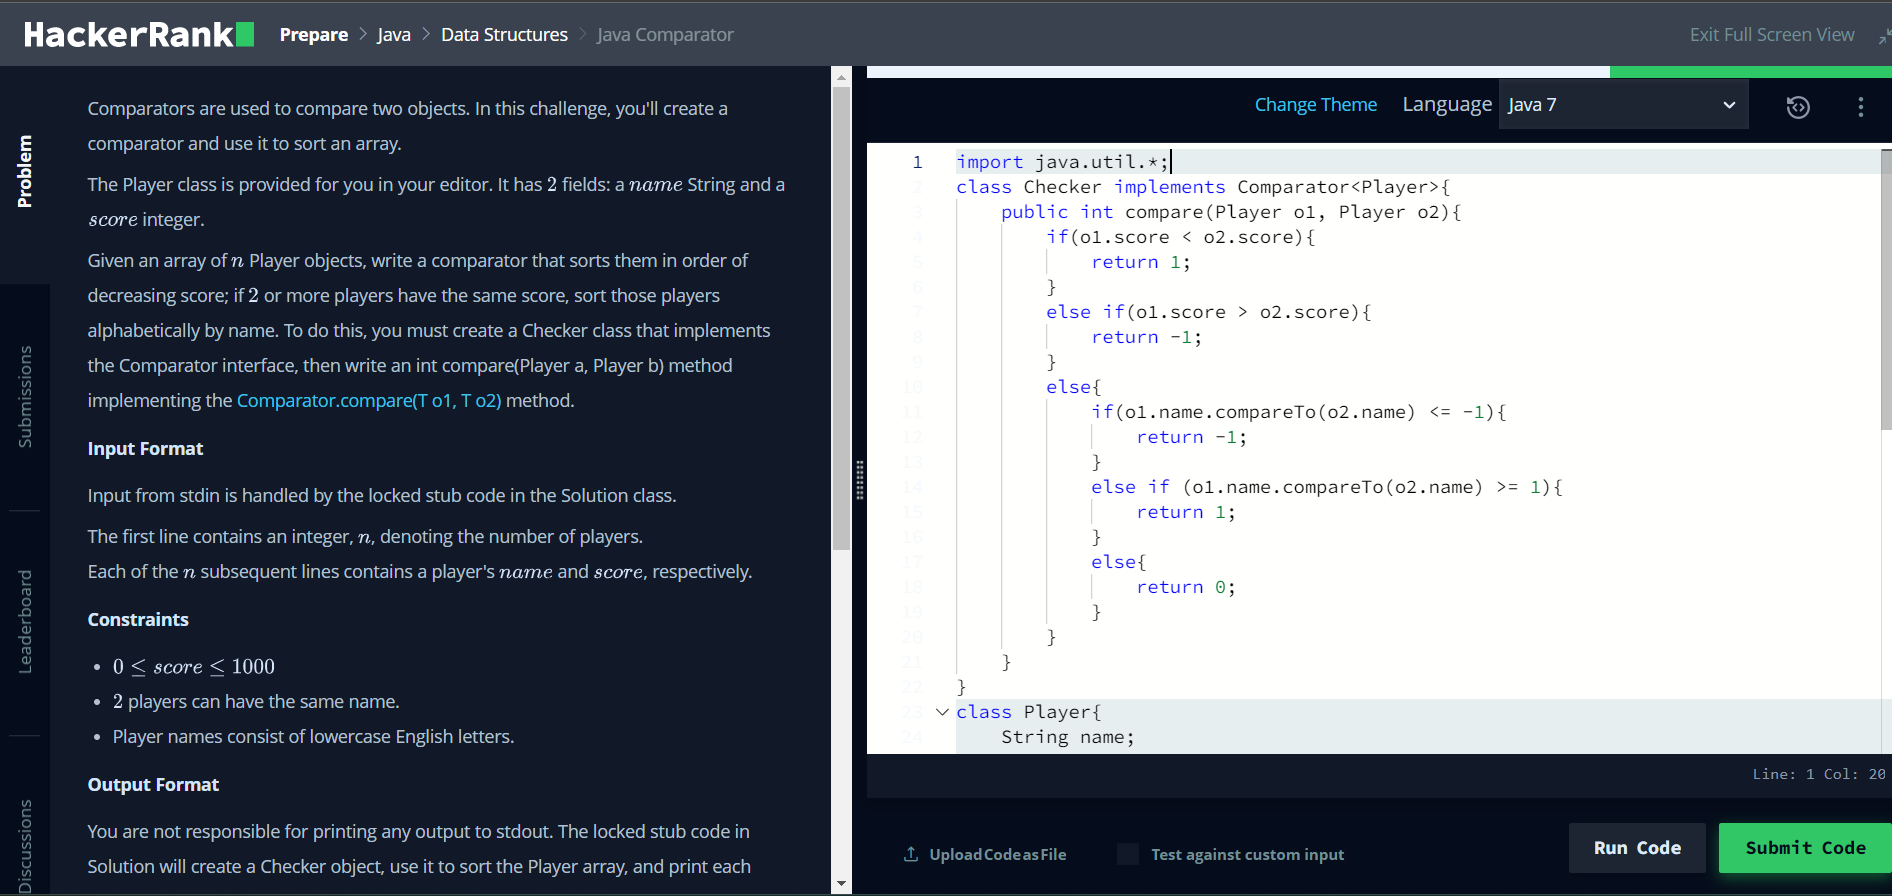 HackerRank
Prepare > Java > Data Structures > Java Comparator
Exit Full Screen View
Problem
Submissions
Leaderboard
Discussions
Comparators are used to compare two objects. In this challenge, you'll create a
comparator and use it to sort an array.
The Player class is provided for you in your editor. It has 2 fields: a name String and a
score integer.
Given an array of n Player objects, write a comparator that sorts them in order of
decreasing score; if 2 or more players have the same score, sort those players
alphabetically by name. To do this, you must create a Checker class that implements
the Comparator interface, then write an int compare(Player a, Player b) method
implementing the Comparator.compare(T o1, T o2) method.
Input Format
Input from stdin is handled by the locked stub code in the Solution class.
The first line contains an integer, n, denoting the number of players.
Each of the n subsequent lines contains a player's name and score, respectively.
Constraints
• 0 ≤ score ≤ 1000
• 2 players can have the same name.
• Player names consist of lowercase English letters.
Output Format
You are not responsible for printing any output to stdout. The locked stub code in
Solution will create a Checker object, use it to sort the Player array, and print each
Change Theme Language Java 7
1 import java.util.*;
2 class Checker implements Comparator<Player>{
3 public int compare(Player o1, Player o2){
4 if(o1.score < o2.score){
5 return 1;
6 }
7 else if(o1.score > o2.score){
8 return -1;
9 }
10 else{
11 if(o1.name.compareTo(o2.name) <= -1){
12 return -1;
13 }
14 else if (o1.name.compareTo(o2.name) >= 1){
15 return 1;
16 }
17 else{
18 return 0;
19 }
20 }
21 }
22 }
23 class Player{
24 String name;
Line: 1 Col: 20
Upload Code as File
Test against custom input
Run Code
Submit Code